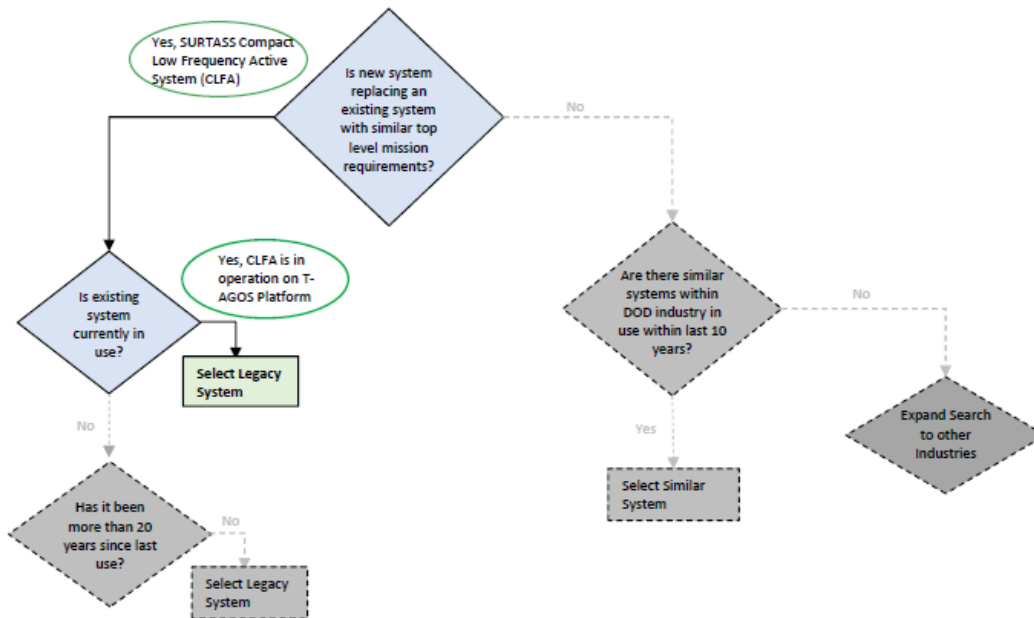 Yes, SURTASS Compact
Low Frequency Active
System (CLFA)
Is new system
replacing an
existing system
with similar top
level mission
requirements?
No
Yes, CLFA is in
operation on T-
AGOS Platform
Is existing
system
currently in
use?
Select Legacy
System
Are there similar
systems within
DOD industry in
use within last 10
years?
No
Expand Search
to other
Industries
No
Yes
Select Similar
System
Has it been
more than 20
years since last
use?
No
Select Legacy
System